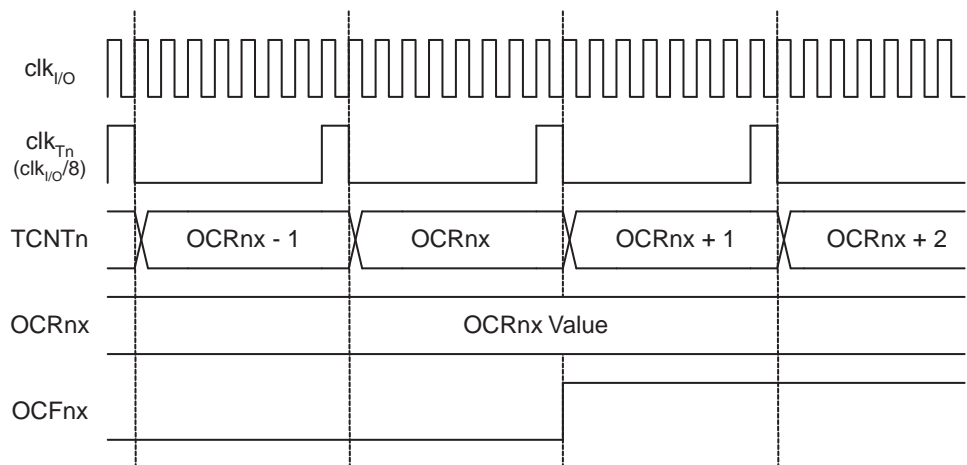 clkI/O
clkTn
(clkI/O/8)
TCNTn
OCRnx - 1
OCRnx
OCRnx + 1
OCRnx + 2
OCRnx
OCRnx Value
OCFnx